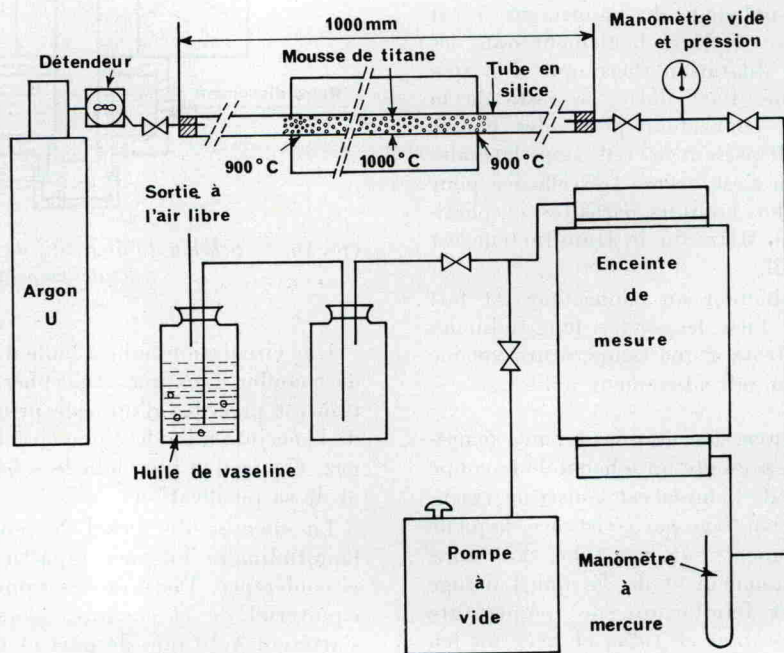 1000 mm
Manomètre vide
et pression
Détendeur
Mousse de titane
Tube en
silice
900°C
1000°C
900°C
Sortie à
l'air libre
Argon
U
Enceinte
de
mesure
Huile de vaseline
Pompe
à
vide
Manomètre
à
mercure